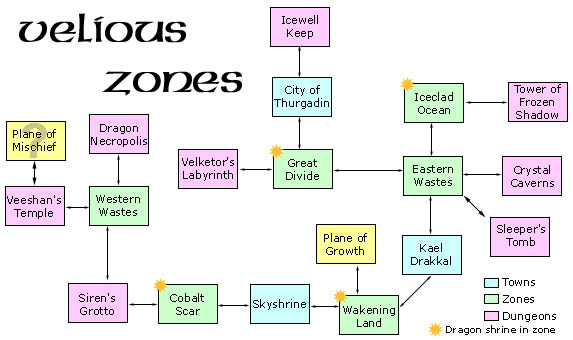 Velious
Zones
Icewell
Keep
City of
Thurgadin
Iceclad
Ocean
Tower of
Frozen
Shadow
Plane of
Mischief
?
Dragon
Necropolis
Velketor's
Labyrinth
Great
Divide
Eastern
Wastes
Crystal
Caverns
Veeshan's
Temple
Western
Wastes
Sleeper's
Tomb
Plane of
Growth
Kael
Drakkal
Siren's
Grotto
Cobalt
Scar
Skyshrine
Wakening
Land
Towns
Zones
Dungeons
Dragon shrine in zone